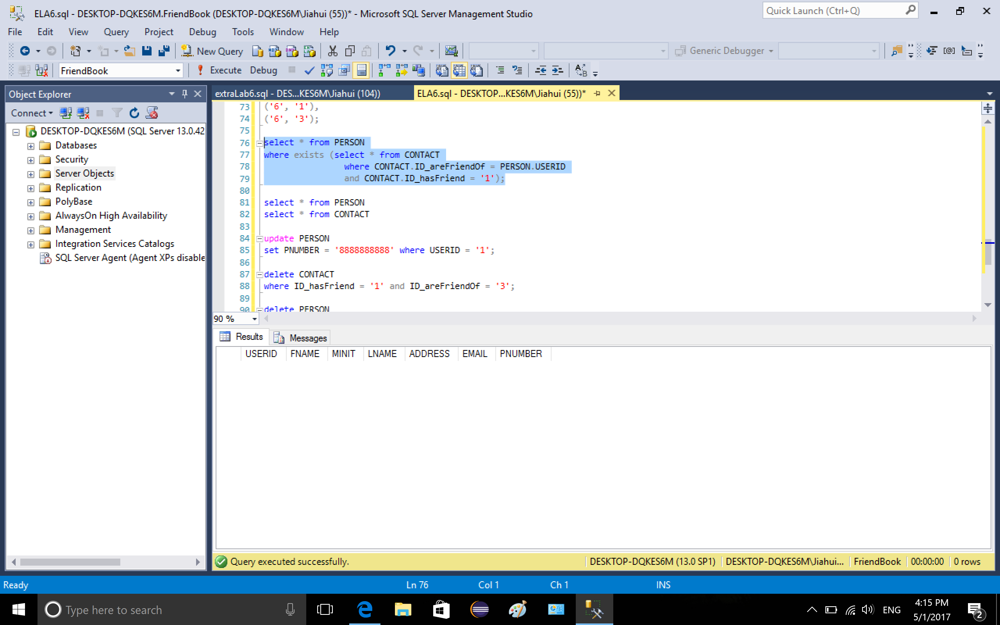 ELA6.sql - DESKTOP-DQKES6M.FriendBook (DESKTOP-DQKES6M\Jiahui (55))* - Microsoft SQL Server Management Studio
Quick Launch (Ctrl+Q)
File Edit View Query Project Debug Tools Window Help
New Query
Generic Debugger
FriendBook
Execute Debug
Object Explorer
Connect
DESKTOP-DQKES6M (SQL Server 13.0.42
Databases
Security
Server Objects
Replication
PolyBase
AlwaysOn High Availability
Management
Integration Services Catalogs
SQL Server Agent (Agent XPs disable
extraLab6.sql - DES...KES6M\Jiahui (104))
ELA6.sql - DESKTOP...KES6M\Jiahui (55))*
73 ('6', '1'),
74 ('6', '3');
75
76 select * from PERSON
77 where exists (select * from CONTACT
78 where CONTACT.ID_areFriendOf = PERSON.USERID
79 and CONTACT.ID_hasFriend = '1');
80
81 select * from PERSON
82 select * from CONTACT
83
84 update PERSON
85 set PNUMBER = '8888888888' where USERID = '1';
86
87 delete CONTACT
88 where ID_hasFriend = '1' and ID_areFriendOf = '3';
89
90 delete PERSON
90 %
Results Messages
USERID FNAME MINIT LNAME ADDRESS EMAIL PNUMBER
Query executed successfully.
DESKTOP-DQKES6M (13.0 SP1) DESKTOP-DQKES6M\Jiahui... FriendBook 00:00:00 0 rows
Ready Ln 76 Col 1 Ch 1 INS
Type here to search
ENG
4:15 PM
5/1/2017
2